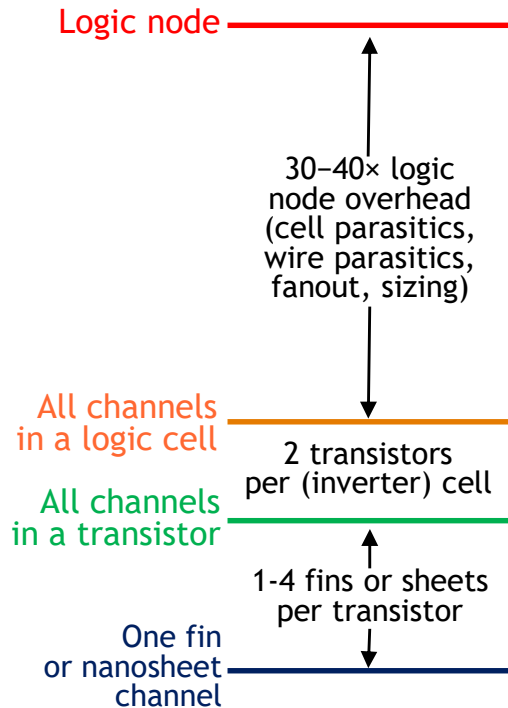 Logic node
30–40× logic
node overhead
(cell parasitics,
wire parasitics,
fanout, sizing)
All channels
in a logic cell
2 transistors
per (inverter) cell
All channels
in a transistor
1-4 fins or sheets
per transistor
One fin
or nanosheet
channel